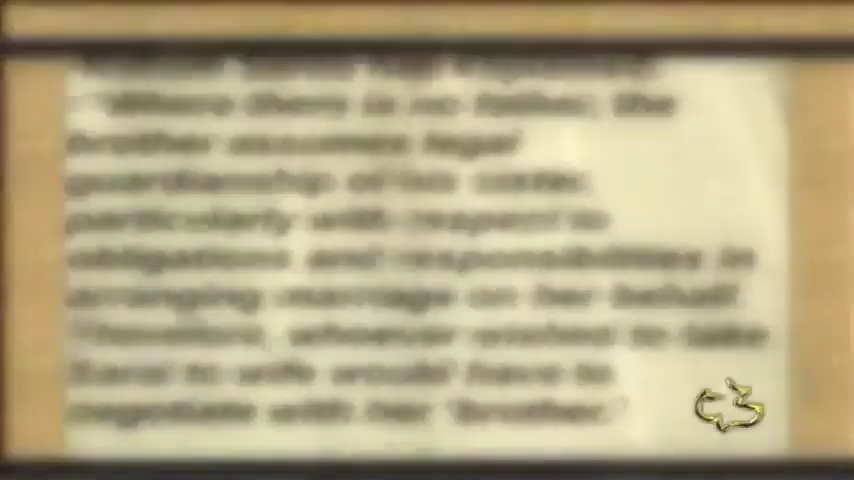 "Where there is no father, the
brother assumes legal
guardianship of his sister,
particularly with respect to
obligations and responsibilities in
arranging marriage on her behalf.
Therefore, whoever wished to take
Sarai to wife would have to
negotiate with her 'brother.'